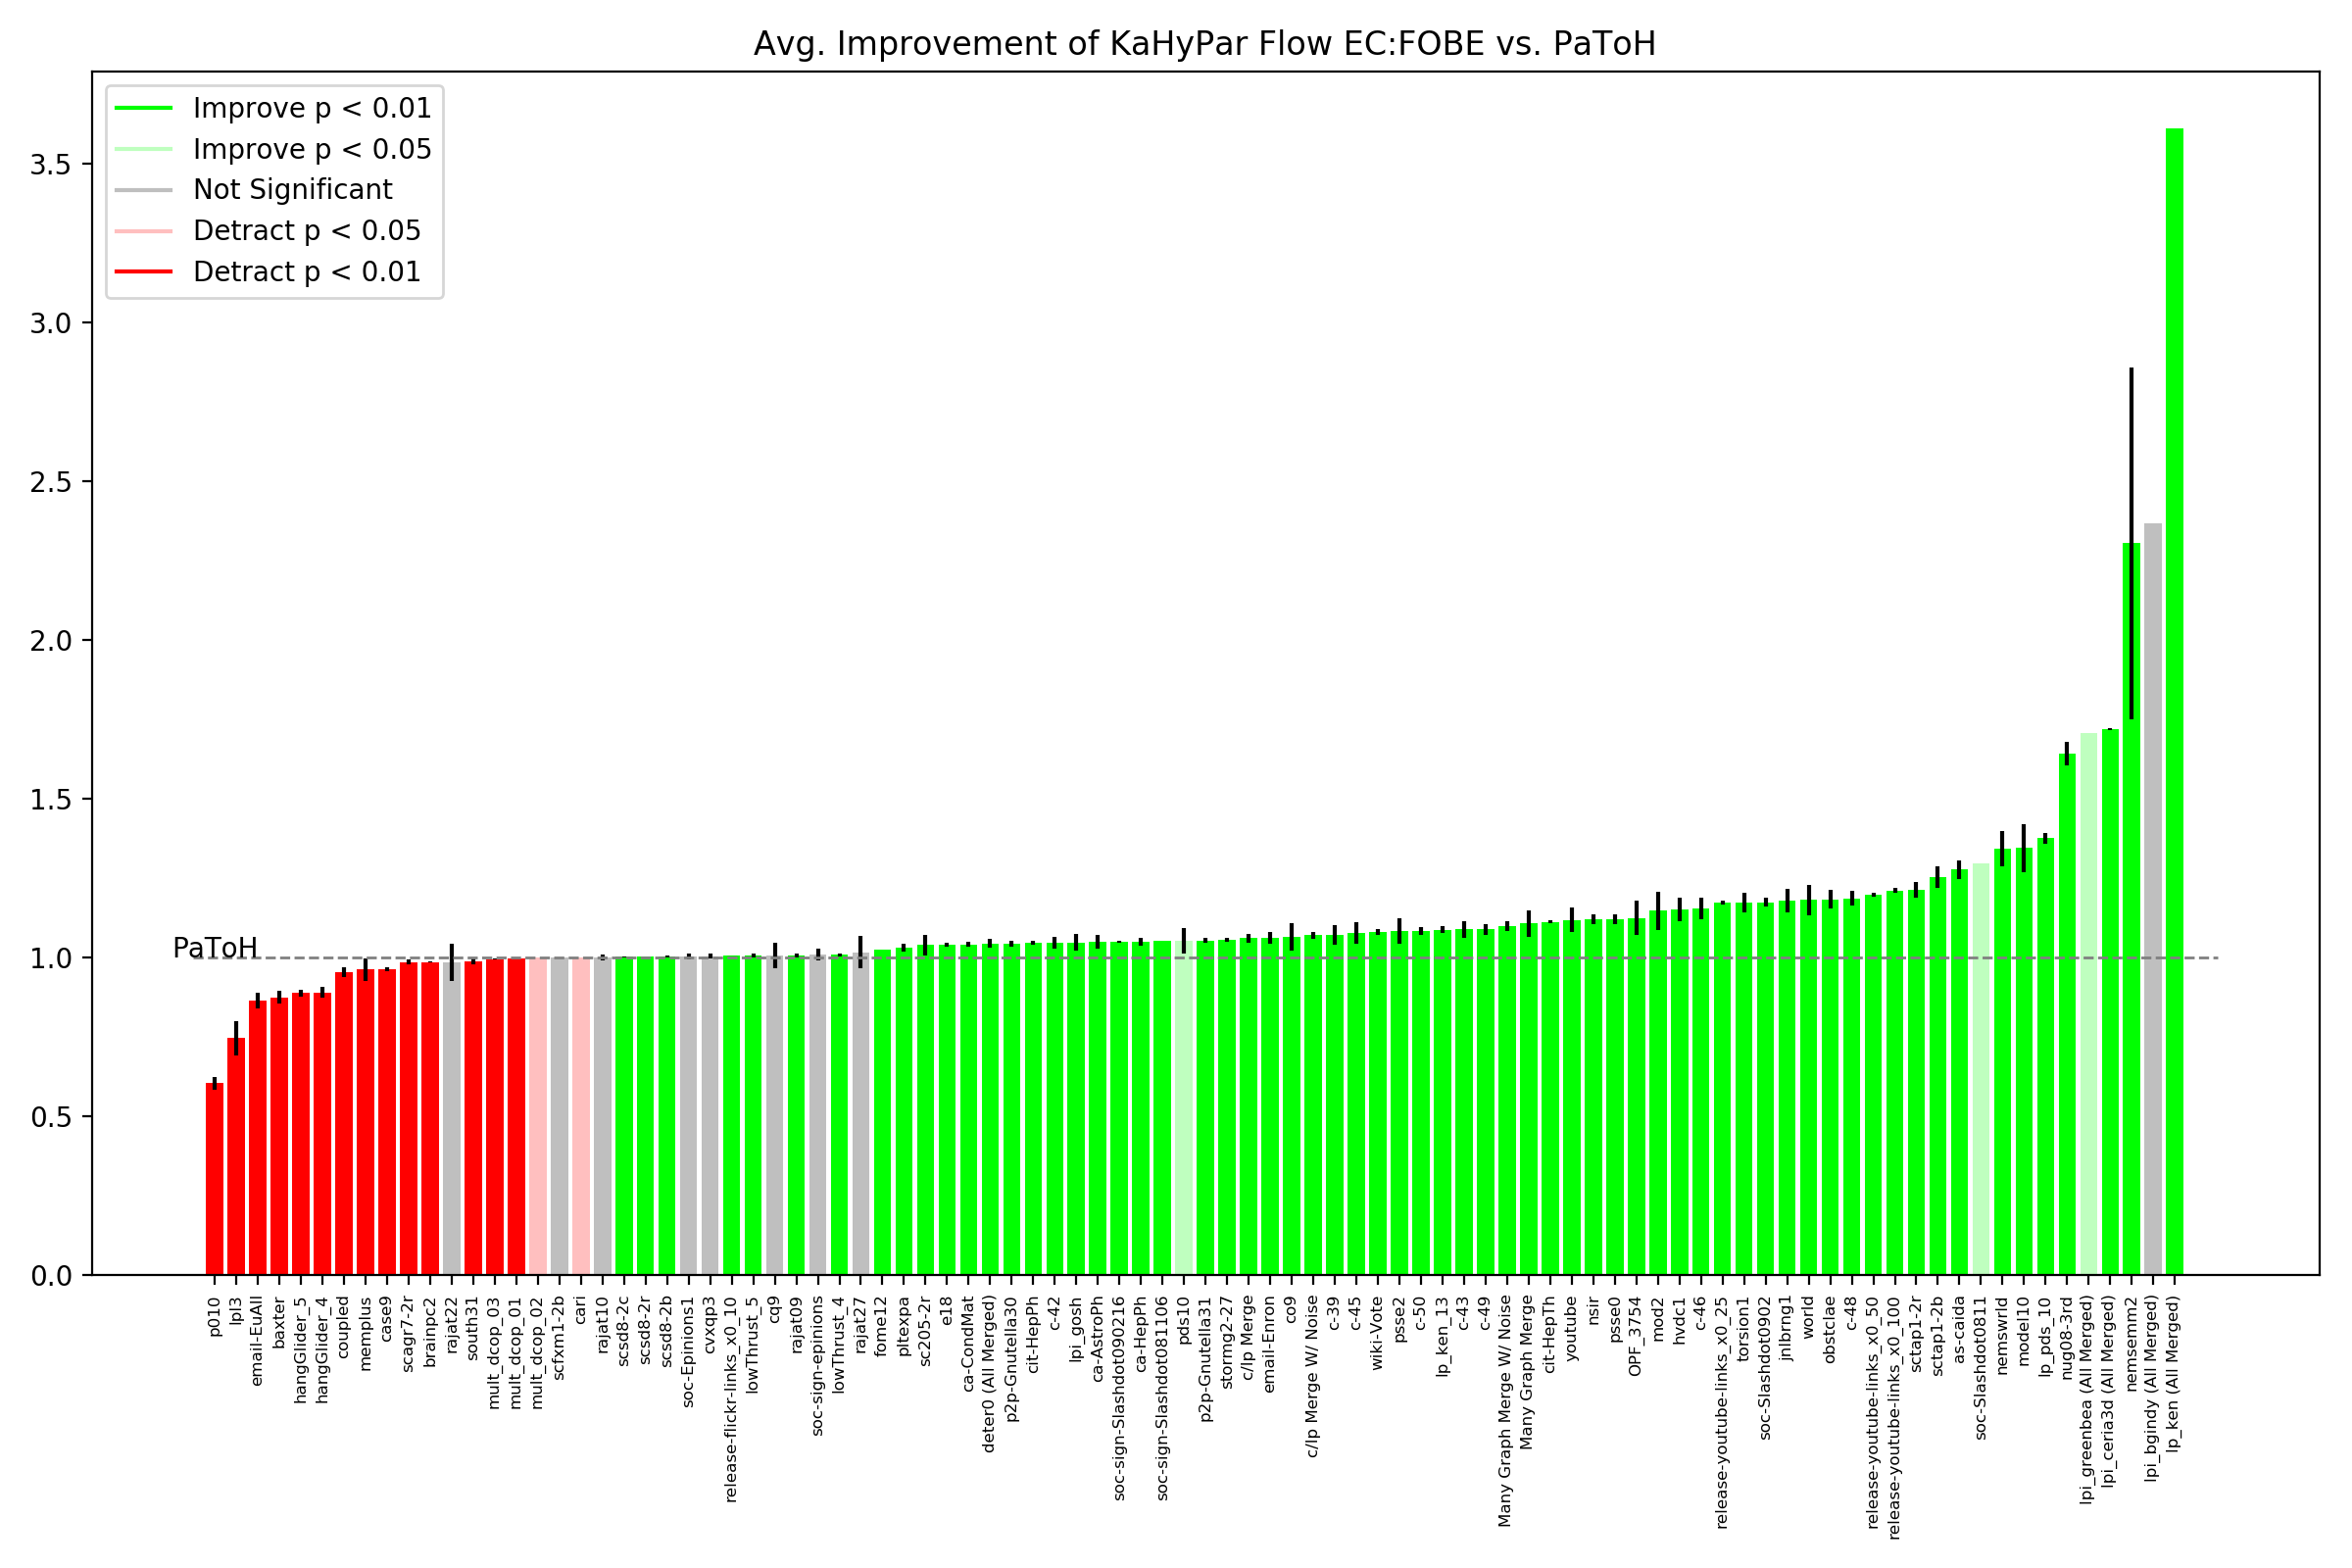 Avg. Improvement of KaHyPar Flow EC:FOBE vs. PaToH
Improve p < 0.01
Improve p < 0.05
Not Significant
Detract p < 0.05
Detract p < 0.01
3.5
3.0
2.5
2.0
1.5
1.0
0.5
0.0
PaToH
p010
lpl3
email-EuAll
baxter
hangGlider_5
hangGlider_4
coupled
memplus
case9
scagr7-2r
brainpc2
rajat22
south31
mult_dcop_03
mult_dcop_01
mult_dcop_02
scfxm1-2b
cari
rajat10
scsd8-2c
scsd8-2r
scsd8-2b
soc-Epinions1
cvxqp3
release-flickr-links_x0_10
lowThrust_5
cq9
rajat09
soc-sign-epinions
lowThrust_4
rajat27
fome12
pltexpa
sc205-2r
e18
ca-CondMat
deter0 (All Merged)
p2p-Gnutella30
cit-HepPh
c-42
lpi_gosh
ca-AstroPh
soc-sign-Slashdot090216
ca-HepPh
soc-sign-Slashdot081106
pds10
p2p-Gnutella31
stormg2-27
c/lp Merge
email-Enron
co9
c/lp Merge W/ Noise
c-39
c-45
wiki-Vote
psse2
c-50
lp_ken_13
c-43
c-49
Many Graph Merge W/ Noise
Many Graph Merge
cit-HepTh
youtube
nsir
psse0
OPF_3754
mod2
hvdc1
c-46
release-youtube-links_x0_25
torsion1
soc-Slashdot0902
jnlbrng1
world
obstclae
c-48
release-youtube-links_x0_50
release-youtube-links_x0_100
sctap1-2r
sctap1-2b
as-caida
soc-Slashdot0811
nemswrld
model10
lp_pds_10
nug08-3rd
lpi_greenbea (All Merged)
lpi_ceria3d (All Merged)
nemsemm2
lpi_bgindy (All Merged)
lp_ken (All Merged)